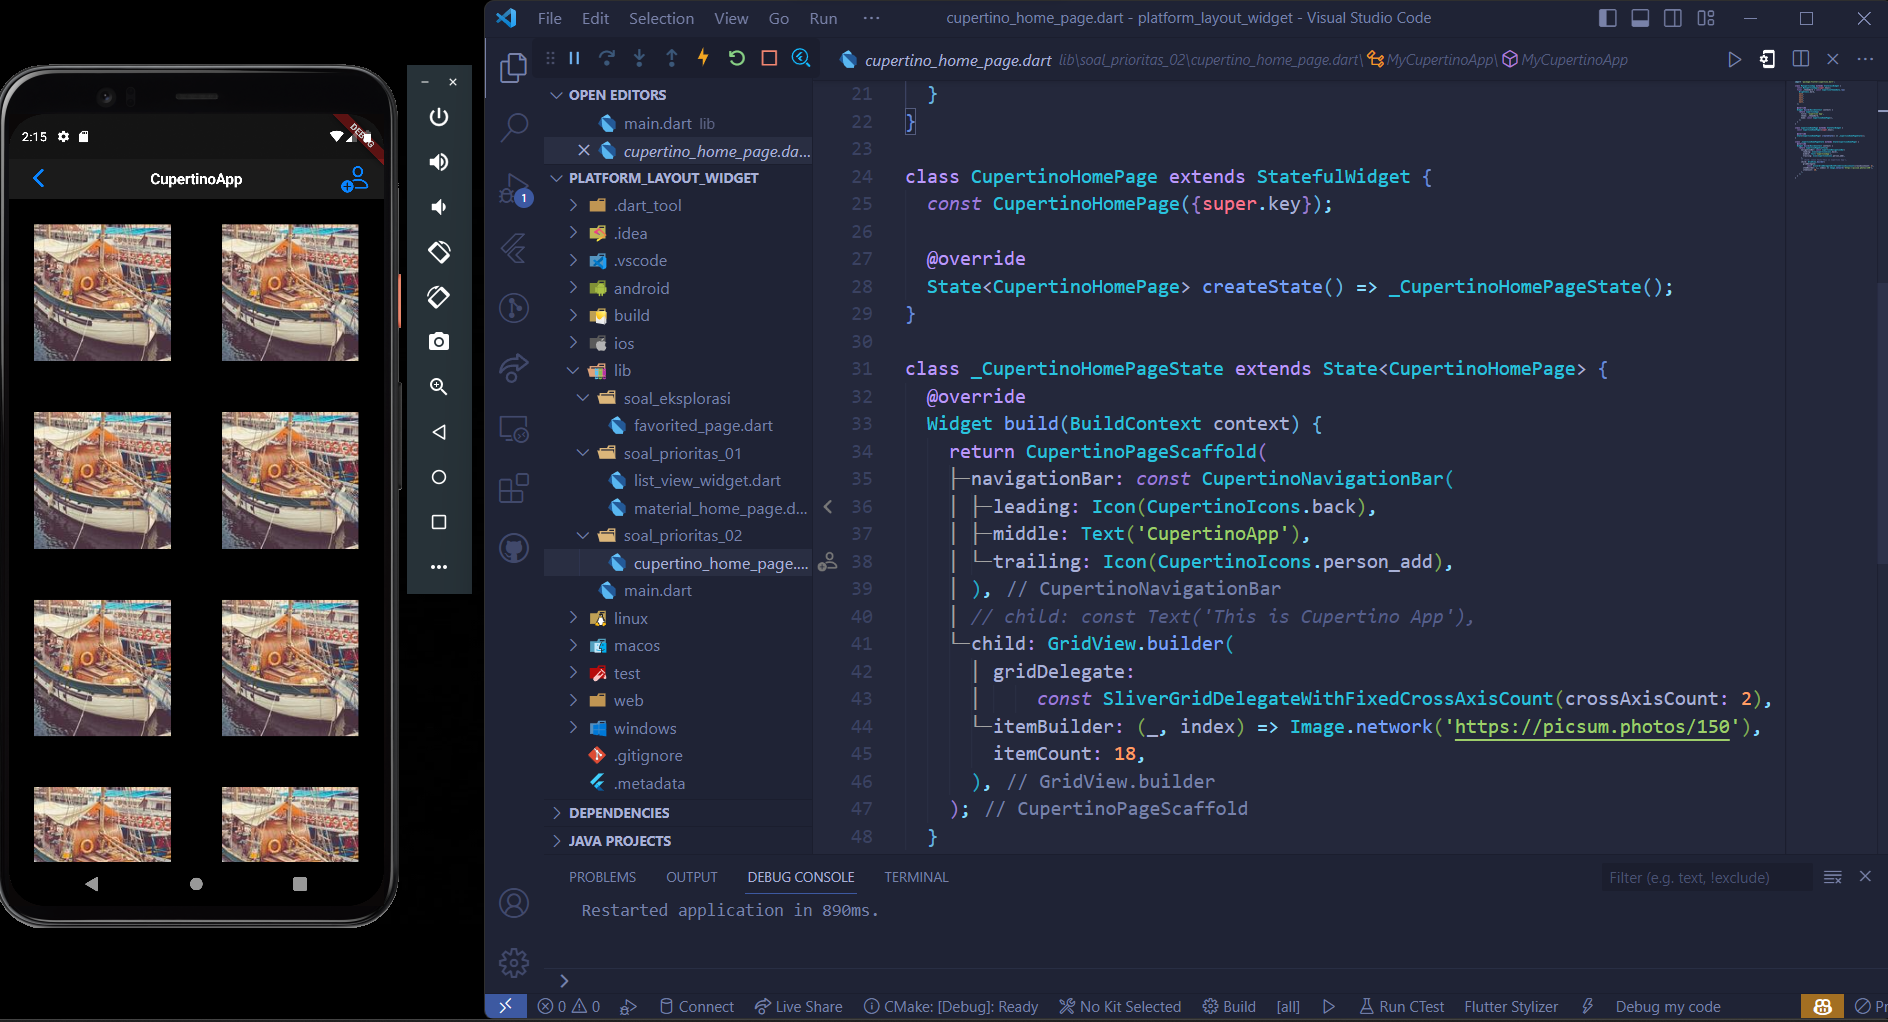 2:15
DEBUG
CupertinoApp
File Edit Selection View Go Run ···
cupertino_home_page.dart - platform_layout_widget - Visual Studio Code
cupertino_home_page.dart lib\soal_prioritas_02\cupertino_home_page.dart\ MyCupertinoApp\ MyCupertinoApp
1
OPEN EDITORS
main.dart lib
cupertino_home_page.da...
PLATFORM_LAYOUT_WIDGET
.dart_tool
.idea
.vscode
android
build
ios
lib
soal_eksplorasi
favorited_page.dart
soal_prioritas_01
list_view_widget.dart
material_home_page.d...
soal_prioritas_02
cupertino_home_page....
main.dart
linux
macos
test
web
windows
.gitignore
.metadata
DEPENDENCIES
JAVA PROJECTS
21 }
22 }
23
24 class CupertinoHomePage extends StatefulWidget {
25 const CupertinoHomePage({super.key});
26
27 @override
28 State<CupertinoHomePage> createState() => _CupertinoHomePageState();
29 }
30
31 class _CupertinoHomePageState extends State<CupertinoHomePage> {
32 @override
33 Widget build(BuildContext context) {
34 return CupertinoPageScaffold(
35 navigationBar: const CupertinoNavigationBar(
36 leading: Icon(CupertinoIcons.back),
37 middle: Text('CupertinoApp'),
38 trailing: Icon(CupertinoIcons.person_add),
39 ), // CupertinoNavigationBar
40 // child: const Text('This is Cupertino App'),
41 child: GridView.builder(
42 gridDelegate:
43 const SliverGridDelegateWithFixedCrossAxisCount(crossAxisCount: 2),
44 itemBuilder: (_, index) => Image.network('https://picsum.photos/150'),
45 itemCount: 18,
46 ), // GridView.builder
47 ); // CupertinoPageScaffold
48 }
PROBLEMS OUTPUT DEBUG CONSOLE TERMINAL
Filter (e.g. text, !exclude)
Restarted application in 890ms.
0 0 Connect Live Share CMake: [Debug]: Ready No Kit Selected Build [all] Run CTest Flutter Stylizer Debug my code Pr